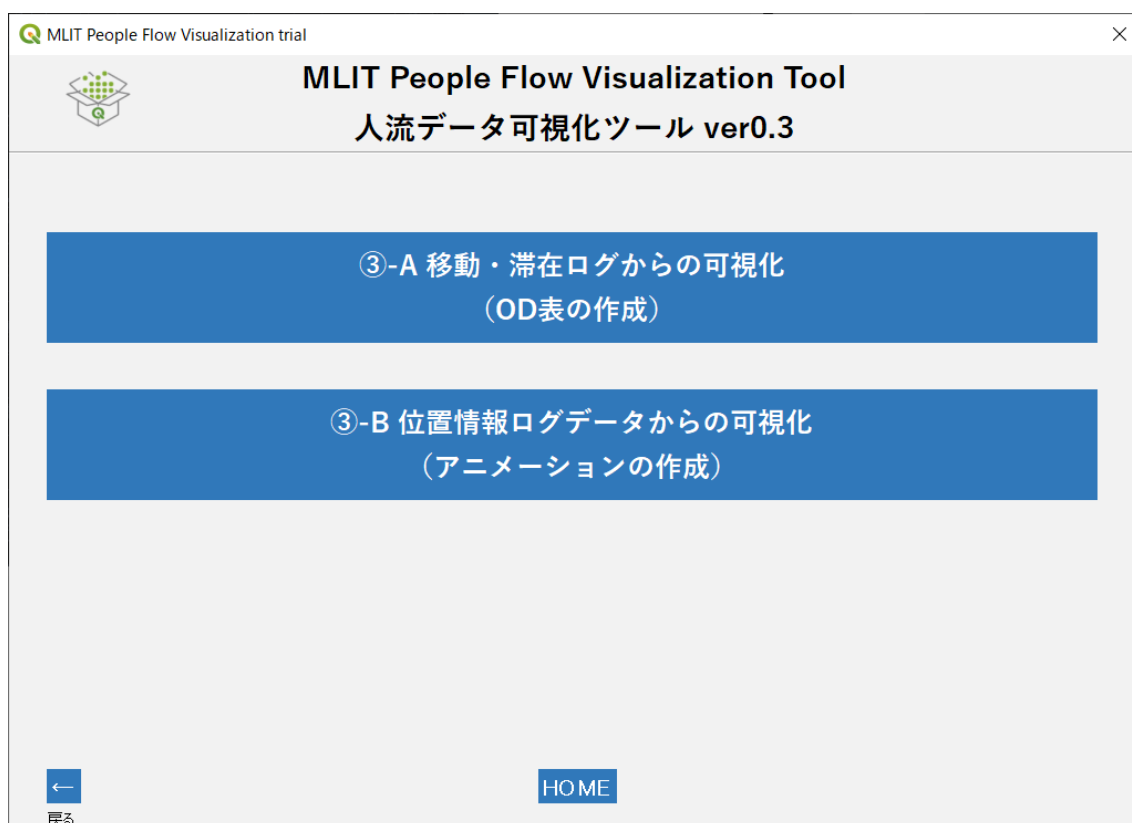 MLIT People Flow Visualization trial
MLIT People Flow Visualization Tool
人流データ可視化ツール ver0.3
③-A 移動・滞在ログからの可視化
（OD表の作成）
③-B 位置情報ログデータからの可視化
（アニメーションの作成）
←
HOME
戻る